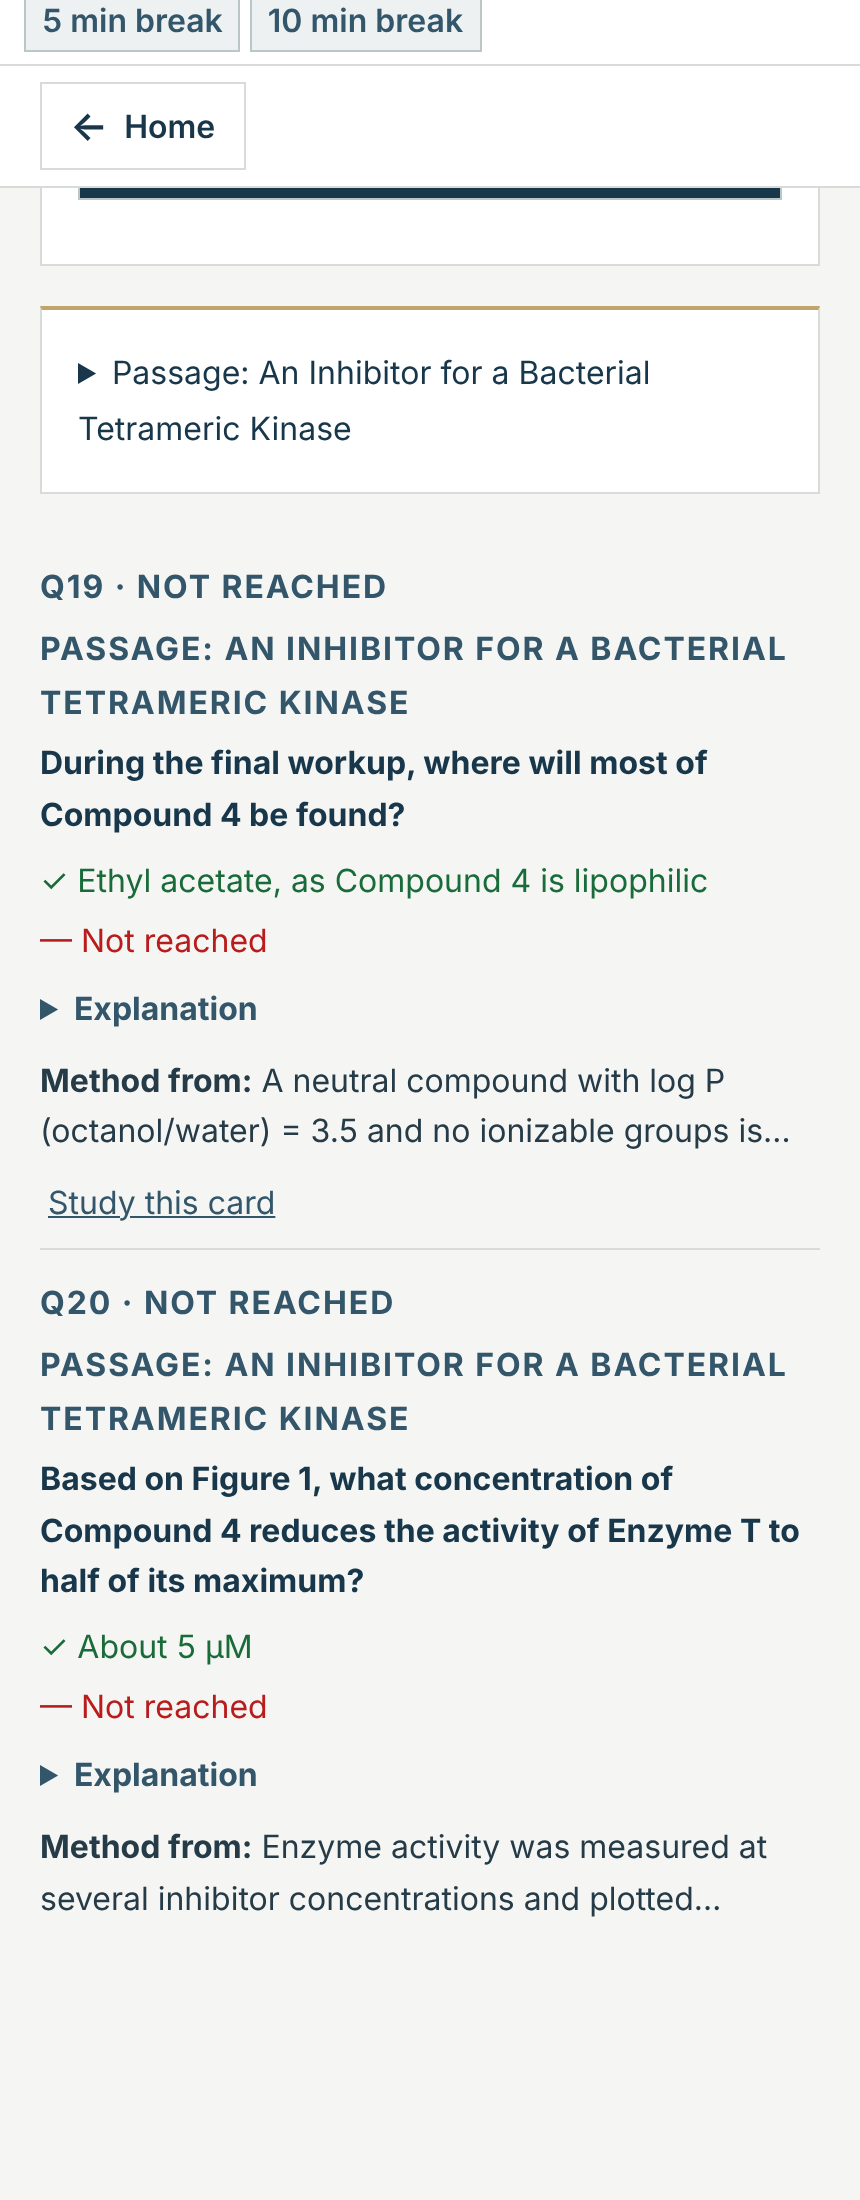 5 min break 10 min break
← Home
▶ Passage: An Inhibitor for a Bacterial
Tetrameric Kinase
Q19 · NOT REACHED
PASSAGE: AN INHIBITOR FOR A BACTERIAL
TETRAMERIC KINASE
During the final workup, where will most of
Compound 4 be found?
✓ Ethyl acetate, as Compound 4 is lipophilic
— Not reached
▶ Explanation
Method from: A neutral compound with log P
(octanol/water) = 3.5 and no ionizable groups is...
Study this card
Q20 · NOT REACHED
PASSAGE: AN INHIBITOR FOR A BACTERIAL
TETRAMERIC KINASE
Based on Figure 1, what concentration of
Compound 4 reduces the activity of Enzyme T to
half of its maximum?
✓ About 5 μM
— Not reached
▶ Explanation
Method from: Enzyme activity was measured at
several inhibitor concentrations and plotted...